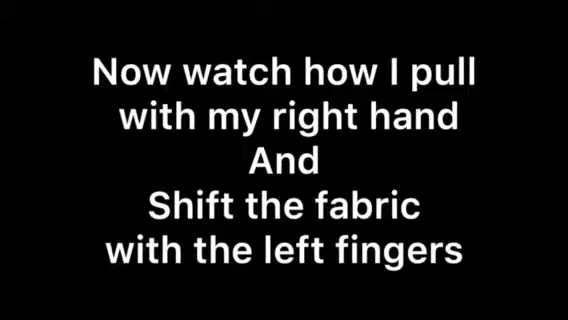 Now watch how I pull
with my right hand
And
Shift the fabric
with the left fingers